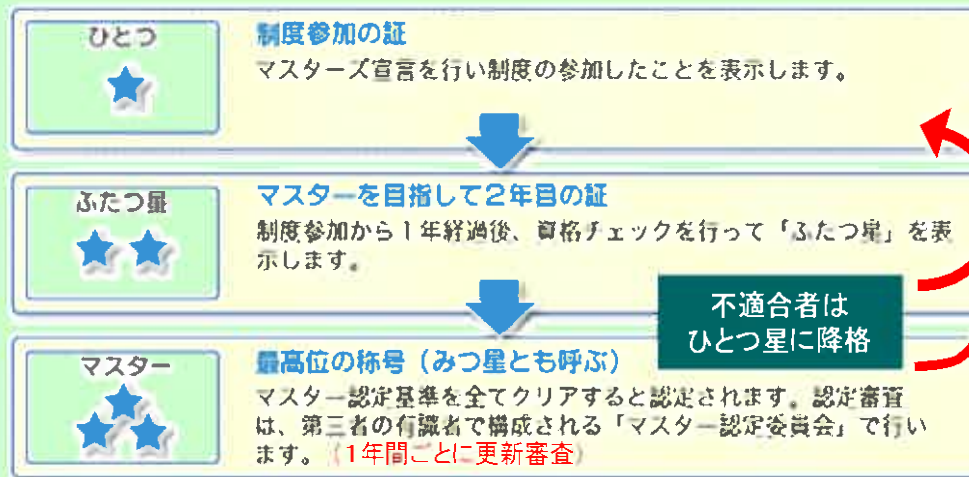 ひとつ
制度参加の証
マスターズ宣言を行い制度の参加したことを表示します。
ふたつ星
マスターを目指して2年目の証
制度参加から1年経過後、資格チェックを行って「ふたつ星」を表
示します。
不適合者は
ひとつ星に降格
マスター
最高位の称号（みつ星とも呼ぶ）
マスター認定基準を全てクリアすると認定されます。認定審査
は、第三者の有識者で構成される「マスター認定委員会」で行い
ます。（1年間ごとに更新審査）